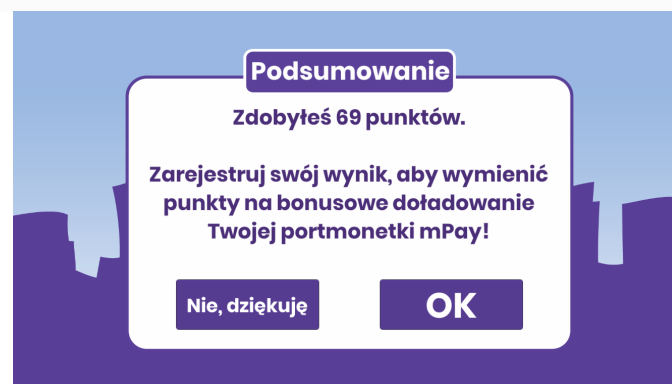 Podsumowanie
Zdobyłeś 69 punktów.
Zarejestruj swój wynik, aby wymienić
punkty na bonusowe doładowanie
Twojej portmonetki mPay!
Nie, dziękuję
OK